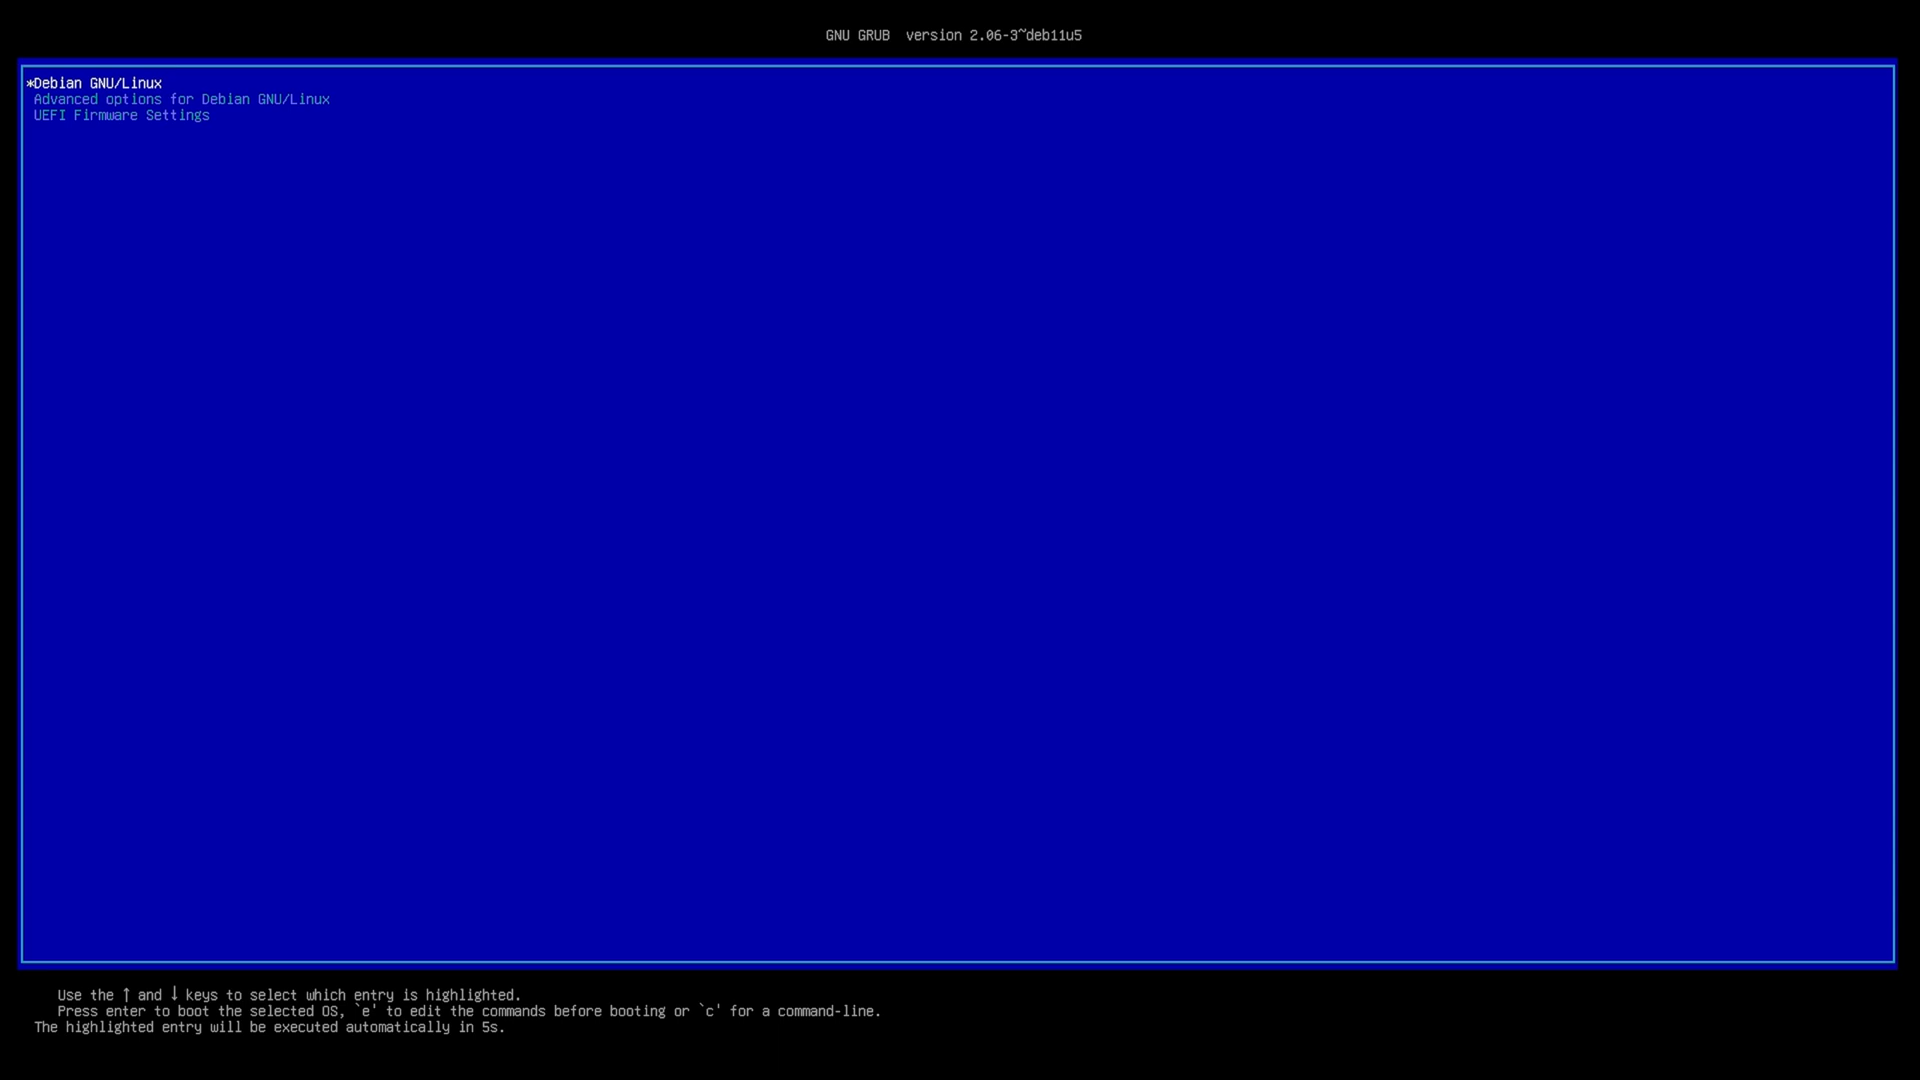 GNU GRUB  version 2.06-3~deb11u5
*Debian GNU/Linux
Advanced options for Debian GNU/Linux
UEFI Firmware Settings
Use the ↑ and ↓ keys to select which entry is highlighted.
Press enter to boot the selected OS, `e' to edit the commands before booting or `c' for a command-line.
The highlighted entry will be executed automatically in 5s.